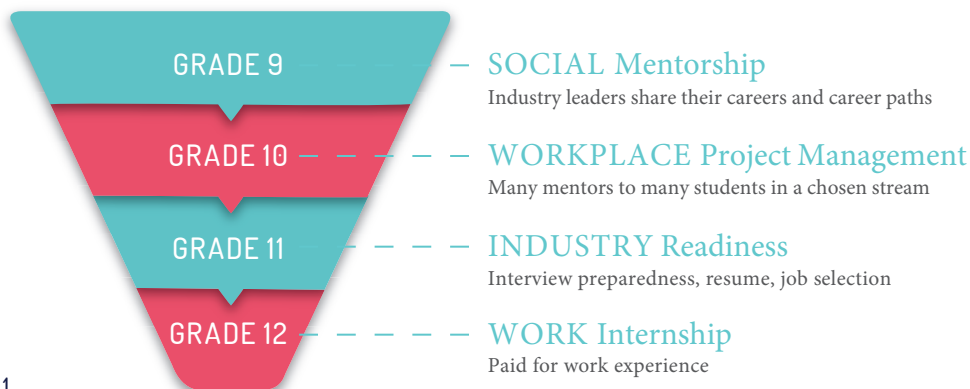 GRADE 9
SOCIAL Mentorship
Industry leaders share their careers and career paths
GRADE 10
WORKPLACE Project Management
Many mentors to many students in a chosen stream
GRADE 11
INDUSTRY Readiness
Interview preparedness, resume, job selection
GRADE 12
WORK Internship
Paid for work experience
1